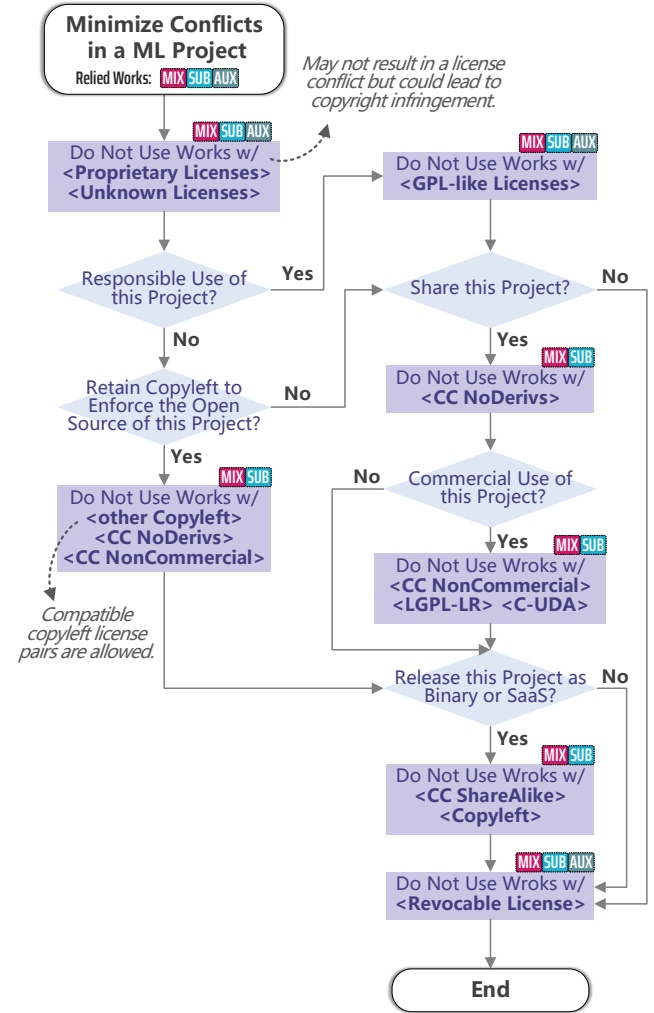 Minimize Conflicts
in a ML Project
Relied Works: MIX SUB AUX
May not result in a license
conflict but could lead to
copyright infringement.
MIX SUB AUX
Do Not Use Works w/
<Proprietary Licenses>
<Unknown Licenses>
MIX SUB AUX
Do Not Use Works w/
<GPL-like Licenses>
Responsible Use of
this Project?
Yes
No
Share this Project?
No
Yes
Retain Copyleft to
Enforce the Open
Source of this Project?
No
Yes
MIX SUB
Do Not Use Wroks w/
<CC NoDerivs>
MIX SUB
Do Not Use Works w/
<other Copyleft>
<CC NoDerivs>
<CC NonCommercial>
Compatible
copyleft license
pairs are allowed.
Commercial Use of
this Project?
No
Yes
MIX SUB
Do Not Use Wroks w/
<CC NonCommercial>
<LGPL-LR> <C-UDA>
Release this Project as
Binary or SaaS?
No
Yes
MIX SUB
Do Not Use Wroks w/
<CC ShareAlike>
<Copyleft>
MIX SUB AUX
Do Not Use Wroks w/
<Revocable License>
End